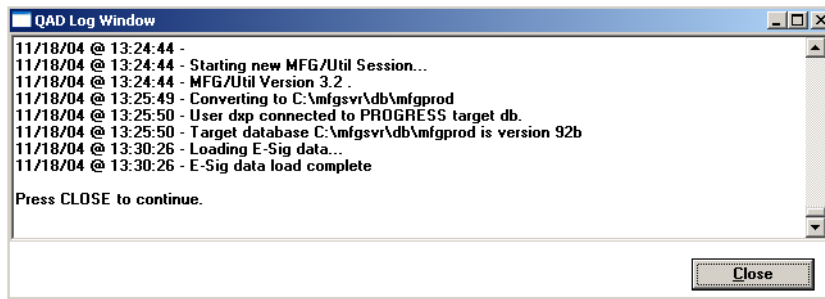 QAD Log Window
11/18/04 @ 13:24:44 -
11/18/04 @ 13:24:44 - Starting new MFG/Util Session...
11/18/04 @ 13:24:44 - MFG/Util Version 3.2 .
11/18/04 @ 13:25:49 - Converting to C:\mfgsvr\db\mfgprod
11/18/04 @ 13:25:50 - User dxp connected to PROGRESS target db.
11/18/04 @ 13:25:50 - Target database C:\mfgsvr\db\mfgprod is version 92b
11/18/04 @ 13:30:26 - Loading E-Sig data...
11/18/04 @ 13:30:26 - E-Sig data load complete
Press CLOSE to continue.
Close